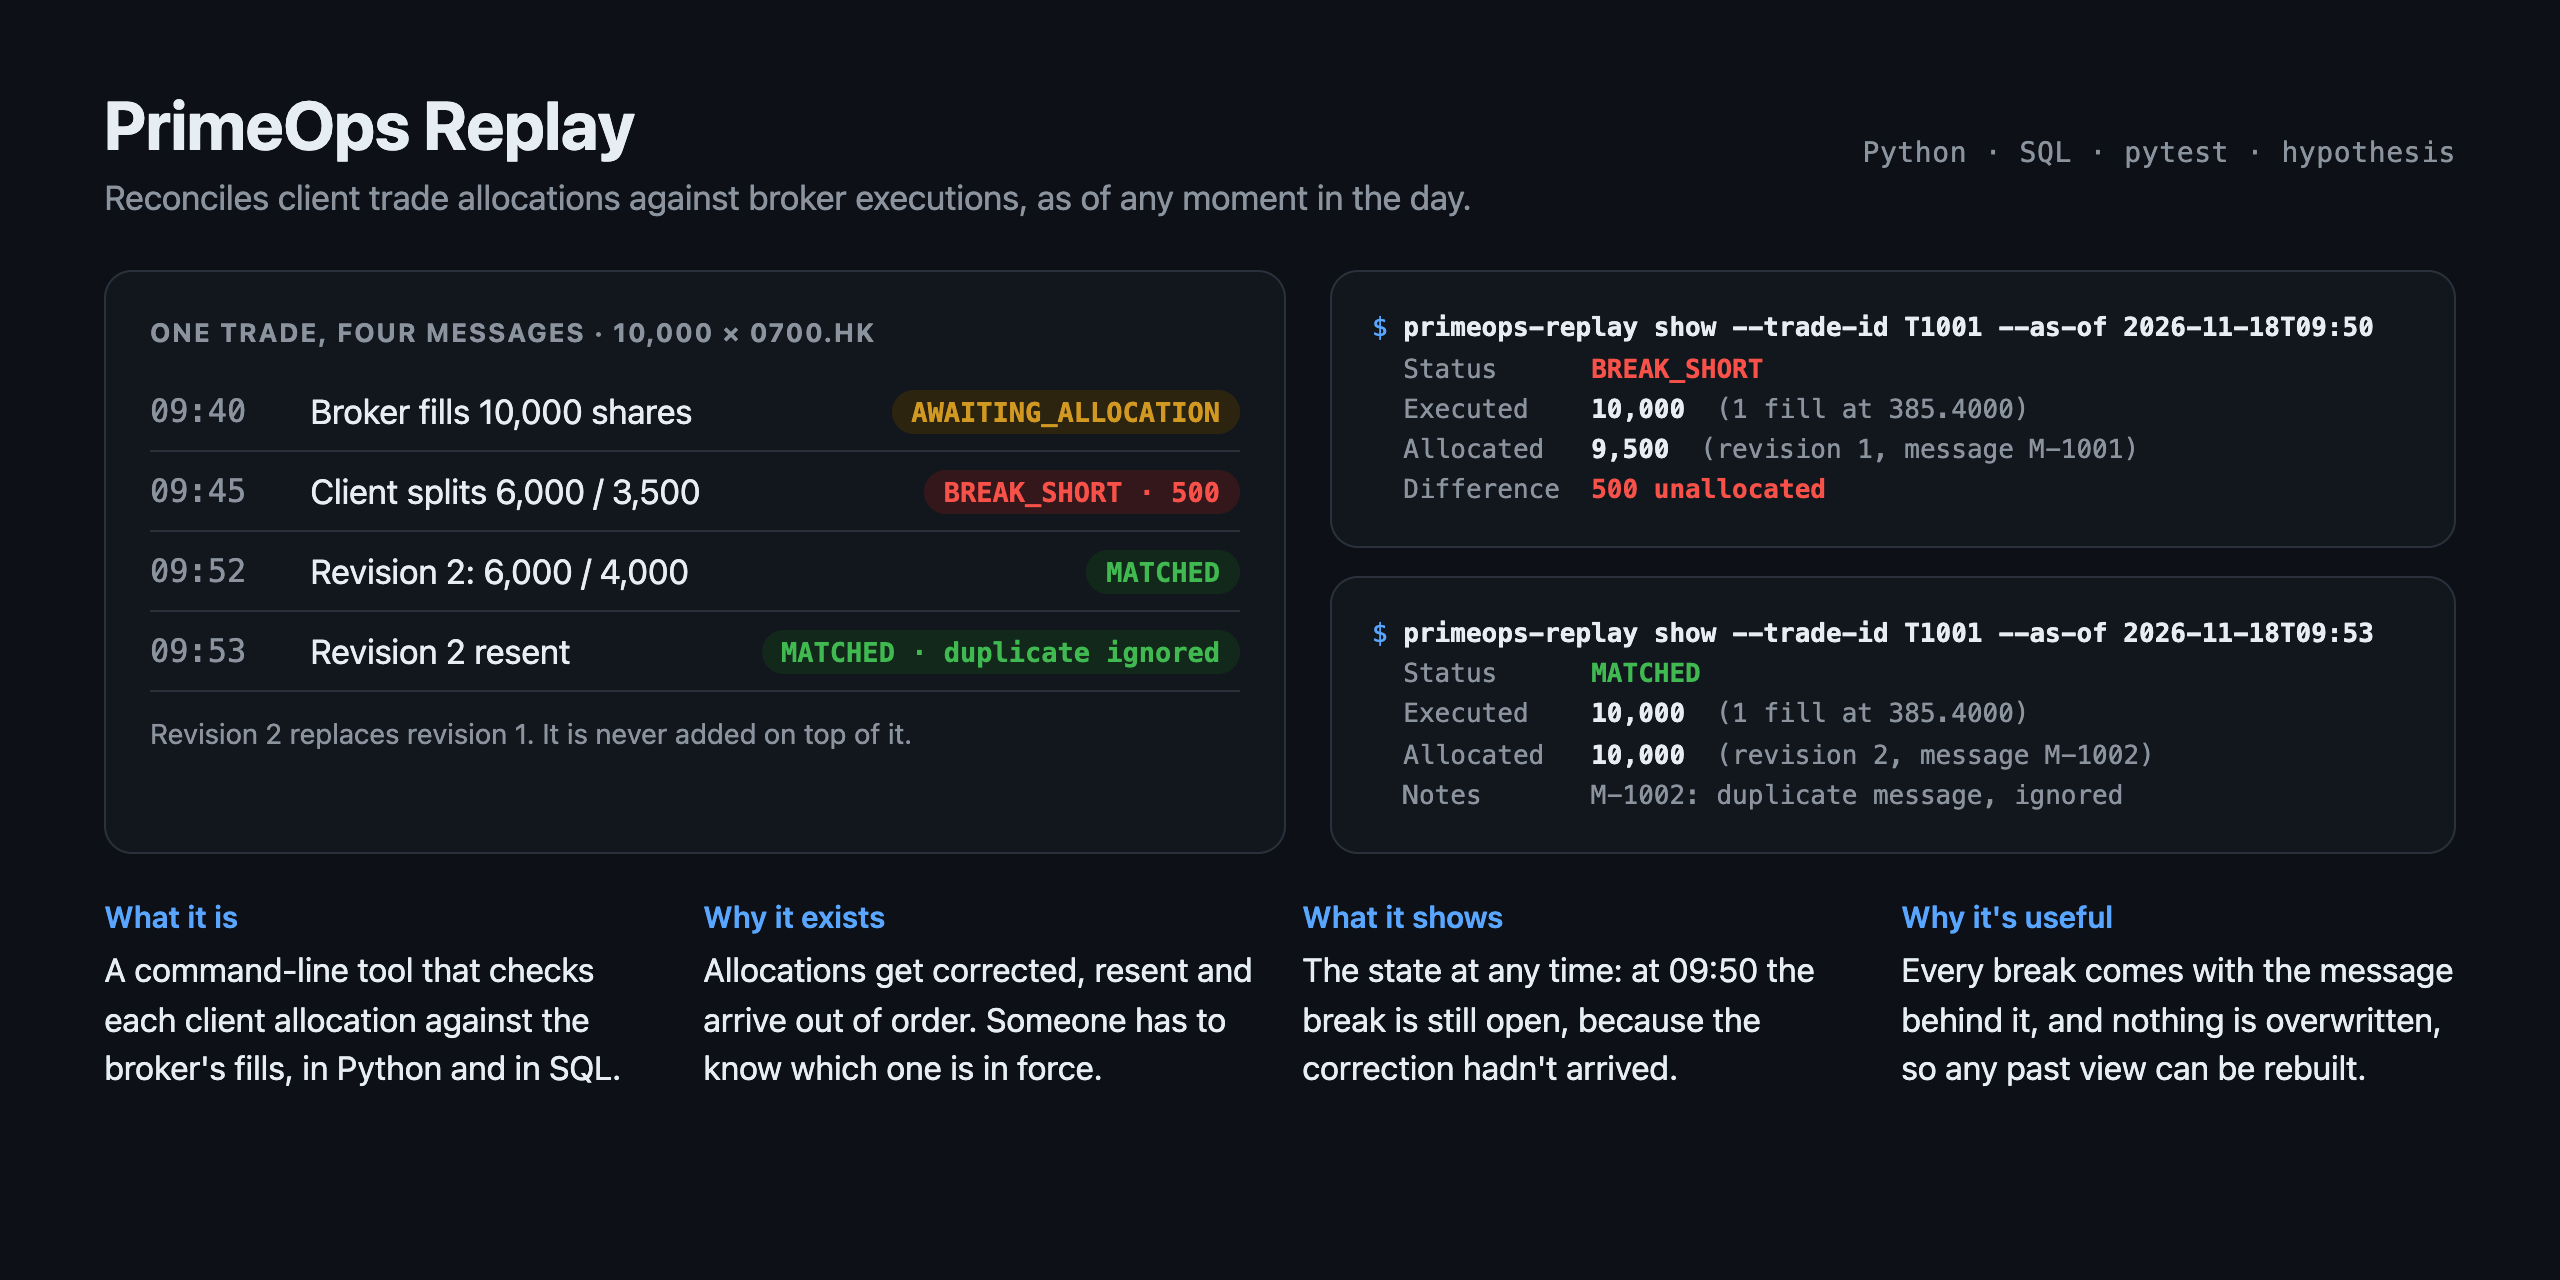 PrimeOps Replay
Python · SQL · pytest · hypothesis
Reconciles client trade allocations against broker executions, as of any moment in the day.
ONE TRADE, FOUR MESSAGES · 10,000 × 0700.HK
09:40 Broker fills 10,000 shares AWAITING_ALLOCATION
09:45 Client splits 6,000 / 3,500 BREAK_SHORT · 500
09:52 Revision 2: 6,000 / 4,000 MATCHED
09:53 Revision 2 resent MATCHED · duplicate ignored
Revision 2 replaces revision 1. It is never added on top of it.
$ primeops-replay show --trade-id T1001 --as-of 2026-11-18T09:50
Status BREAK_SHORT
Executed 10,000 (1 fill at 385.4000)
Allocated 9,500 (revision 1, message M-1001)
Difference 500 unallocated
$ primeops-replay show --trade-id T1001 --as-of 2026-11-18T09:53
Status MATCHED
Executed 10,000 (1 fill at 385.4000)
Allocated 10,000 (revision 2, message M-1002)
Notes M-1002: duplicate message, ignored
What it is
A command-line tool that checks
each client allocation against the
broker's fills, in Python and in SQL.
Why it exists
Allocations get corrected, resent and
arrive out of order. Someone has to
know which one is in force.
What it shows
The state at any time: at 09:50 the
break is still open, because the
correction hadn't arrived.
Why it's useful
Every break comes with the message
behind it, and nothing is overwritten,
so any past view can be rebuilt.